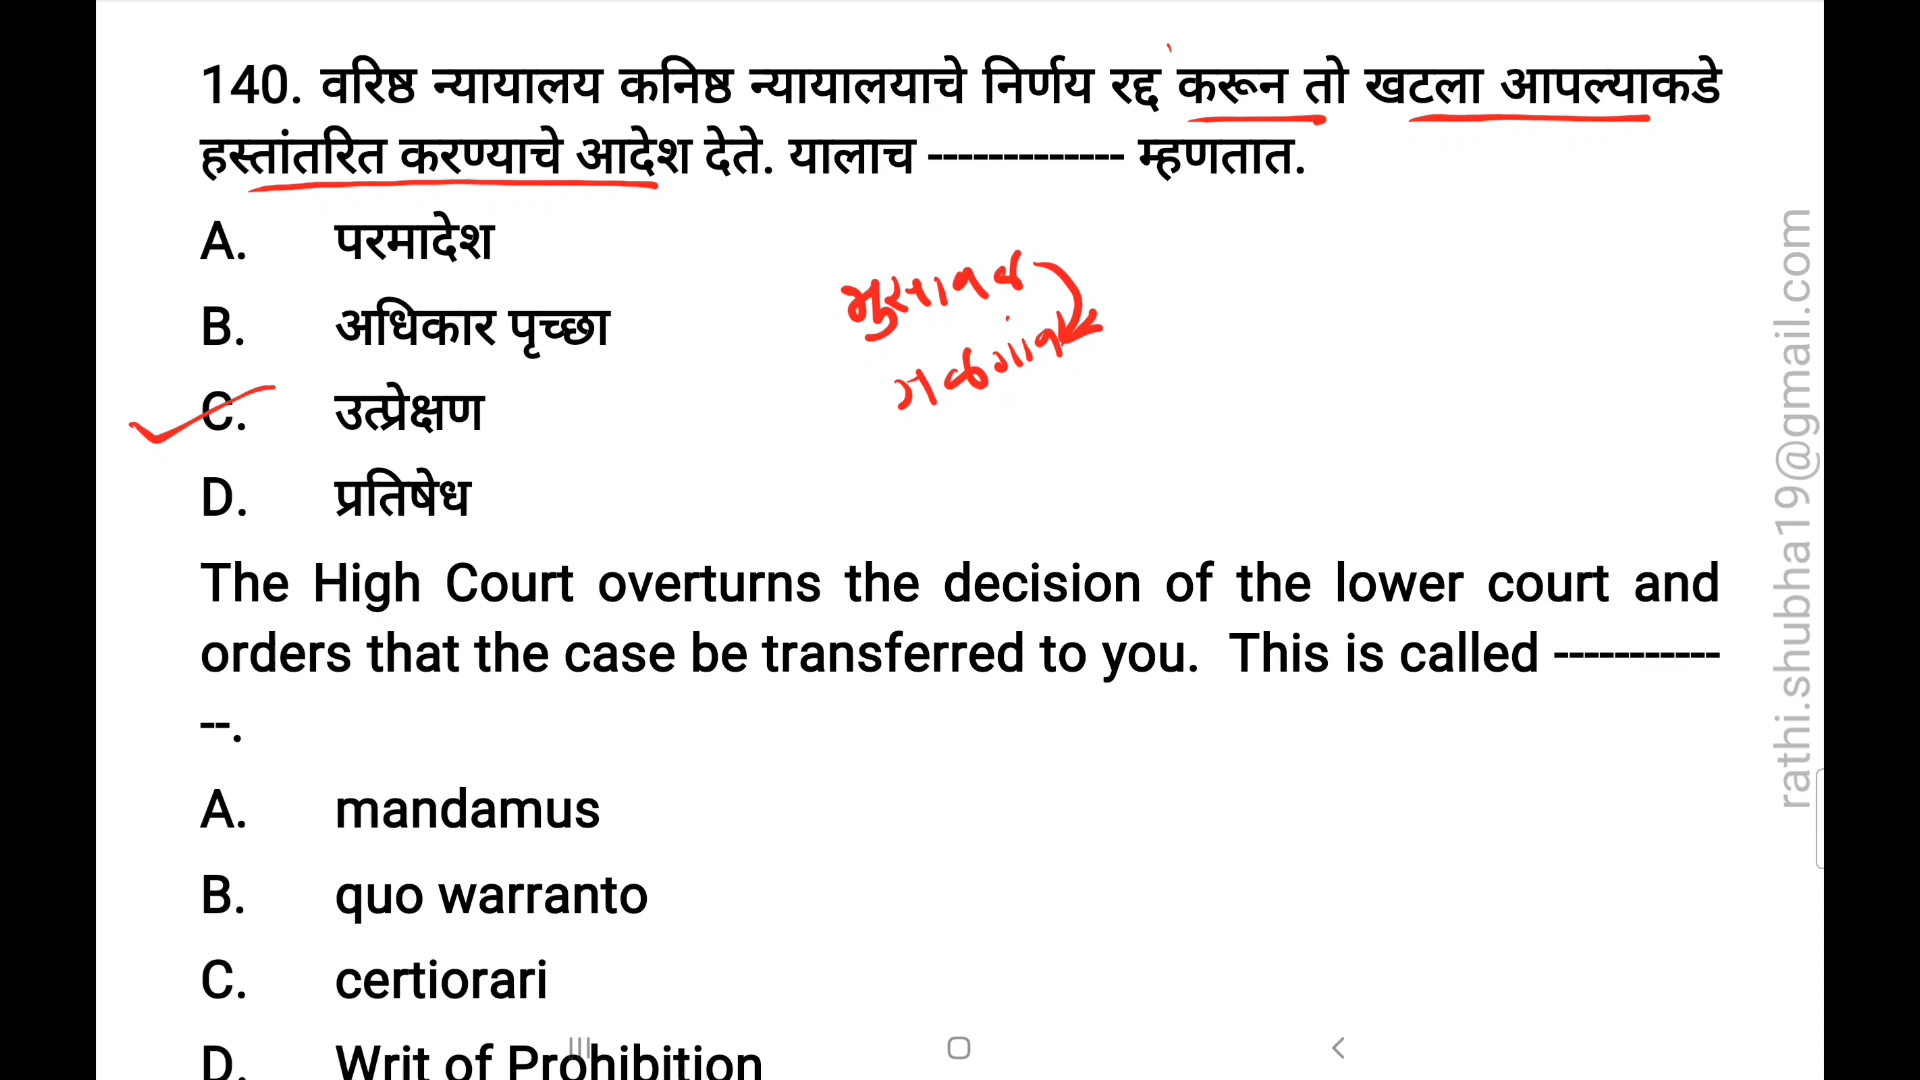 140. वरिष्ठ न्यायालय कनिष्ठ न्यायालयाचे निर्णय रद्द करून तो खटला आपल्याकडे
हस्तांतरित करण्याचे आदेश देते. यालाच ------------- म्हणतात.
A. परमादेश
B. अधिकार पृच्छा
C. उत्प्रेक्षण
D. प्रतिषेध
The High Court overturns the decision of the lower court and
orders that the case be transferred to you. This is called -----------
--.
A. mandamus
B. quo warranto
C. certiorari
D. Writ of Prohibition
rathi.shubha19@gmail.com